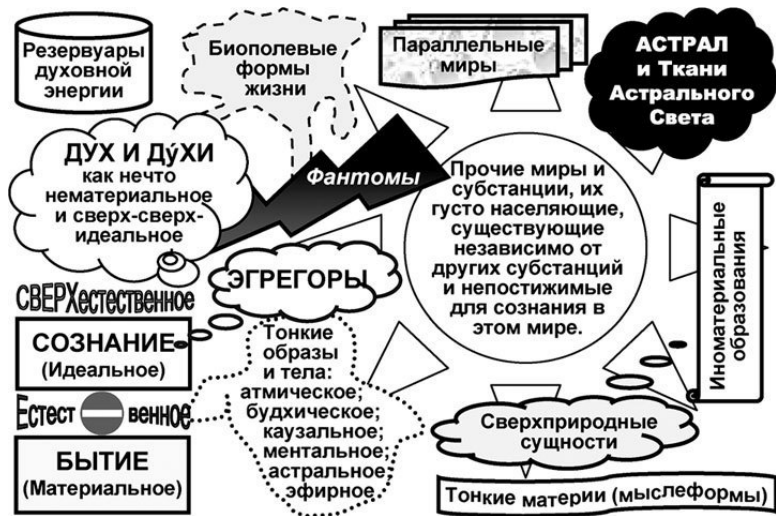 Резервуары
духовной
энергии
Биополевые
формы
жизни
Параллельные
миры
АСТРАЛ
и Ткани
Астрального
Света
ДУХ И Ду́ХИ
как нечто
нематериальное
и сверх-сверх-
идеальное
Фантомы
Прочие миры и
субстанции, их
густо населяющие,
существующие
независимо от
других субстанций
и непостижимые
для сознания в
этом мире.
Иноматериальные
образования
ЭГРЕГОРЫ
СВЕРХестественное
СОЗНАНИЕ
(Идеальное)
Естест венное
БЫТИЕ
(Материальное)
Тонкие
образы
и тела:
атмическое;
будхическое;
каузальное;
ментальное;
астральное;
эфирное
Сверхприродные
сущности
Тонкие материи (мыслеформы)